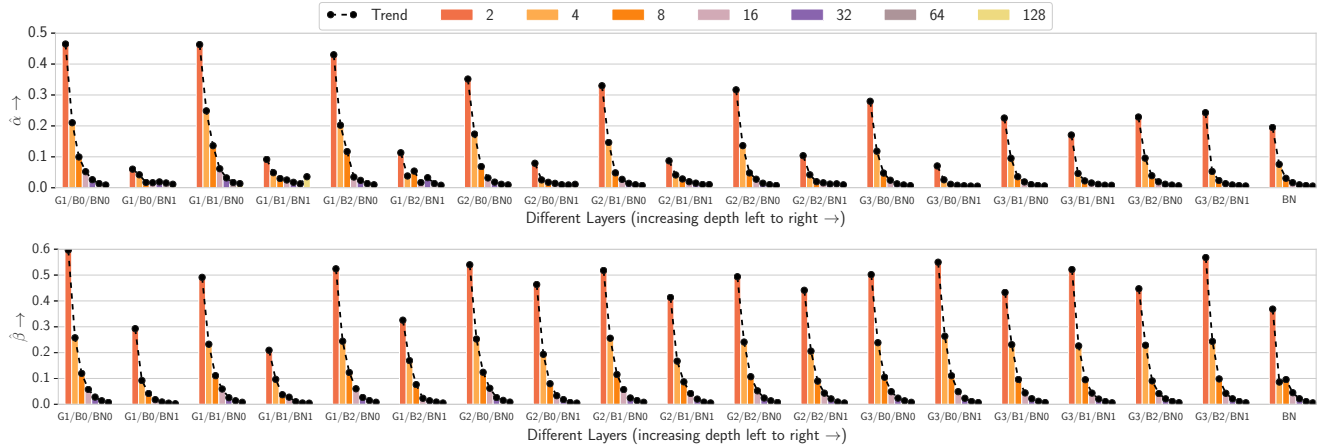 Trend 2 4 8 16 32 64 128
0.5
0.4
0.3
0.2
0.1
0.0
α̂ →
G1/B0/BN0 G1/B0/BN1 G1/B1/BN0 G1/B1/BN1 G1/B2/BN0 G1/B2/BN1 G2/B0/BN0 G2/B0/BN1 G2/B1/BN0 G2/B1/BN1 G2/B2/BN0 G2/B2/BN1 G3/B0/BN0 G3/B0/BN1 G3/B1/BN0 G3/B1/BN1 G3/B2/BN0 G3/B2/BN1 BN
Different Layers (increasing depth left to right →)
0.6
0.5
0.4
0.3
0.2
0.1
0.0
β̂ →
G1/B0/BN0 G1/B0/BN1 G1/B1/BN0 G1/B1/BN1 G1/B2/BN0 G1/B2/BN1 G2/B0/BN0 G2/B0/BN1 G2/B1/BN0 G2/B1/BN1 G2/B2/BN0 G2/B2/BN1 G3/B0/BN0 G3/B0/BN1 G3/B1/BN0 G3/B1/BN1 G3/B2/BN0 G3/B2/BN1 BN
Different Layers (increasing depth left to right →)